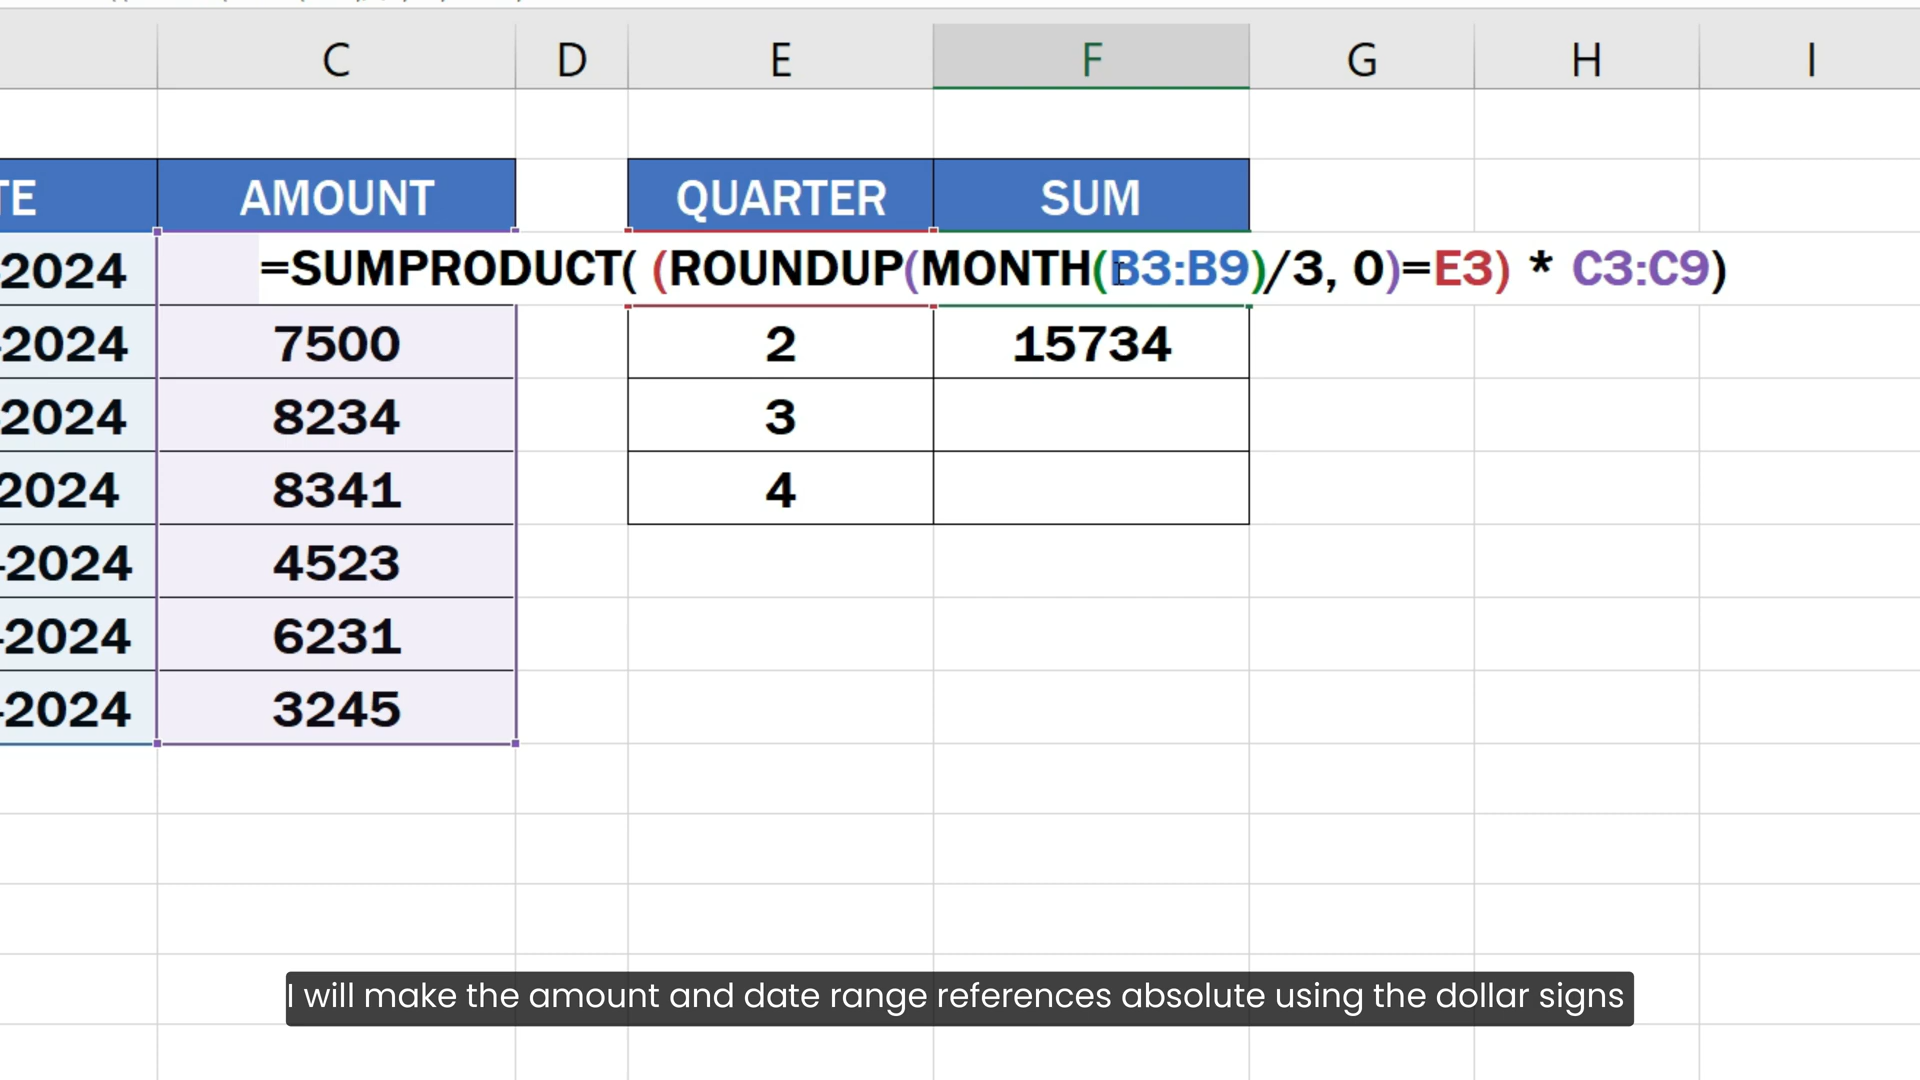 C D E F G H I
TE AMOUNT QUARTER SUM
-2024 =SUMPRODUCT( (ROUNDUP(MONTH(B3:B9)/3, 0)=E3) * C3:C9)
-2024 7500 2 15734
-2024 8234 3
2024 8341 4
-2024 4523
-2024 6231
-2024 3245
I will make the amount and date range references absolute using the dollar signs